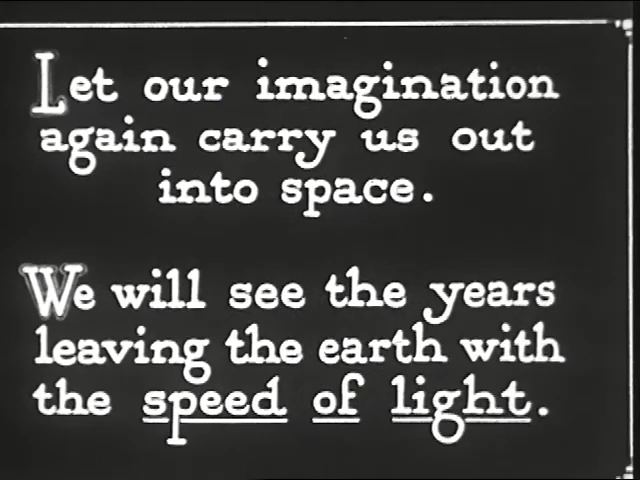 Let our imagination
again carry us out
into space.
We will see the years
leaving the earth with
the speed of light.